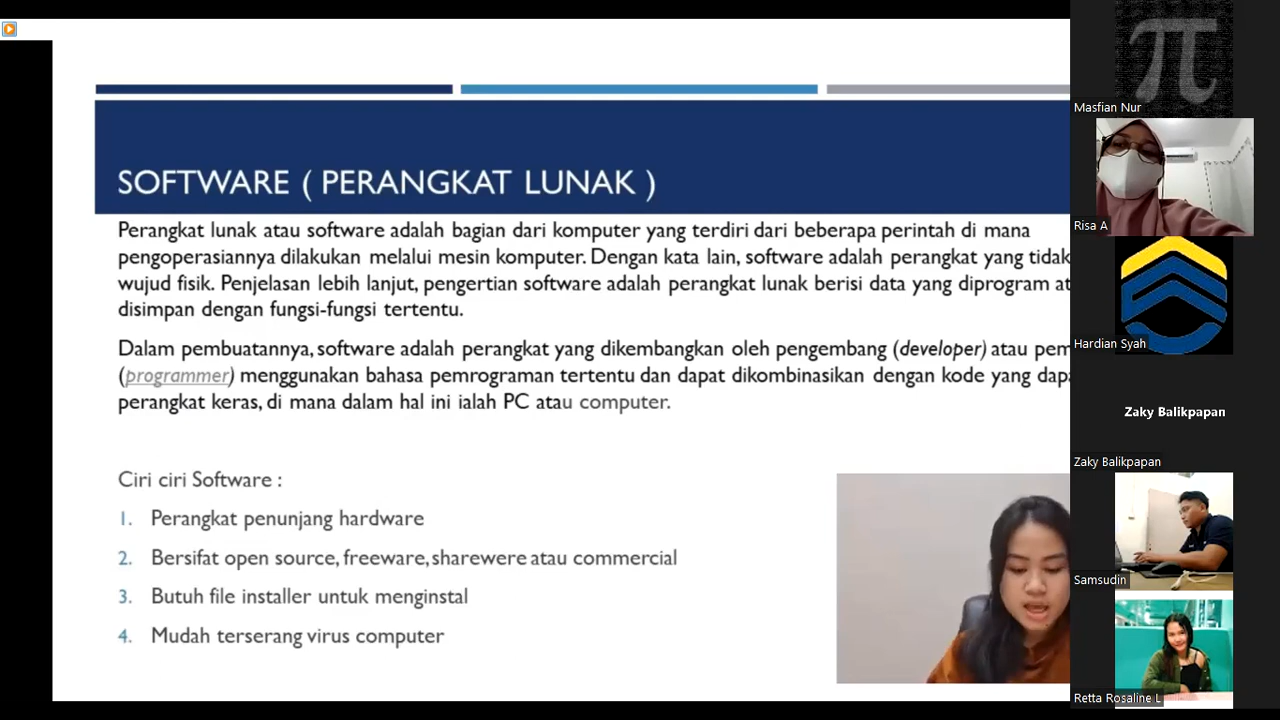 SOFTWARE ( PERANGKAT LUNAK )
Perangkat lunak atau software adalah bagian dari komputer yang terdiri dari beberapa perintah di mana
pengoperasiannya dilakukan melalui mesin komputer. Dengan kata lain, software adalah perangkat yang tidak
wujud fisik. Penjelasan lebih lanjut, pengertian software adalah perangkat lunak berisi data yang diprogram
disimpan dengan fungsi-fungsi tertentu.
Dalam pembuatannya, software adalah perangkat yang dikembangkan oleh pengembang (developer) atau
(programmer) menggunakan bahasa pemrograman tertentu dan dapat dikombinasikan dengan kode yang
perangkat keras, di mana dalam hal ini ialah PC atau computer.
Ciri ciri Software :
1. Perangkat penunjang hardware
2. Bersifat open source, freeware, sharewere atau commercial
3. Butuh file installer untuk menginstal
4. Mudah terserang virus computer
Masfian Nur
Risa A
Hardian Syah
Zaky Balikpapan
Zaky Balikpapan
Samsudin
Retta Rosaline L